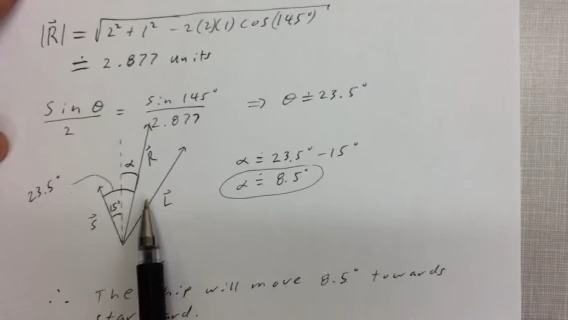 |R⃗| = √2² + 1² - 2(2)(1) cos(145°)
≐ 2.877 units
Sin θ / 2 = Sin 145° / 2.877 ⇒ θ ≐ 23.5°
α ≐ 23.5° - 15°
α ≐ 8.5°
23.5°
α
R⃗
15°
S⃗
L⃗
∴ The ship will move 8.5° towards